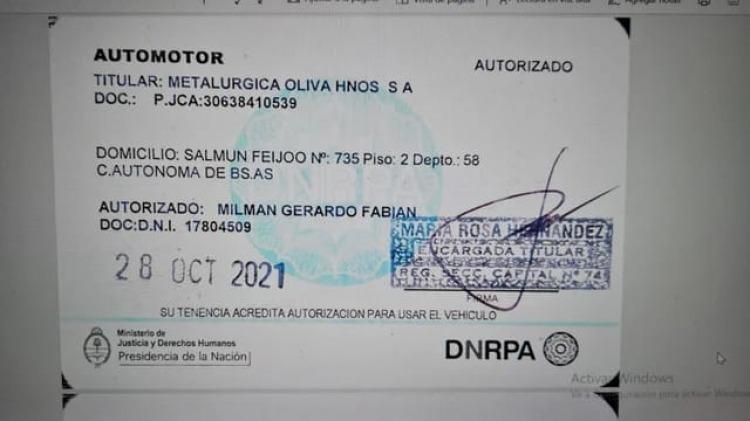 AUTOMOTOR
AUTORIZADO
TITULAR: METALURGICA OLIVA HNOS S A
DOC.: P.JCA:30638410539
DOMICILIO: SALMUN FEIJOO Nº: 735 Piso: 2 Depto.: 58
C.AUTONOMA DE BS.AS
AUTORIZADO: MILMAN GERARDO FABIAN
DOC:D.N.I. 17804509
MARIA ROSA HERNANDEZ
ENCARGADA TITULAR
REG. SECC. CAPITAL Nº 74
28 OCT 2021
FIRMA
SU TENENCIA ACREDITA AUTORIZACION PARA USAR EL VEHICULO
Ministerio de
Justicia y Derechos Humanos
Presidencia de la Nación
DNRPA
DNRPA
Activar Windows